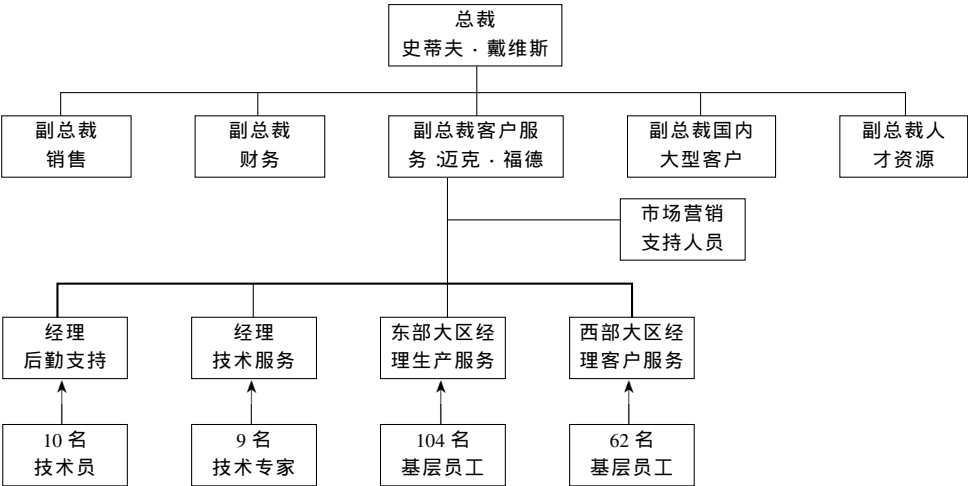 总裁
史蒂夫·戴维斯
副总裁
销售
副总裁
财务
副总裁客户服
务:迈克·福德
副总裁国内
大型客户
副总裁人
才资源
市场营销
支持人员
经理
后勤支持
经理
技术服务
东部大区经
理生产服务
西部大区经
理客户服务
10 名
技术员
9 名
技术专家
104 名
基层员工
62 名
基层员工